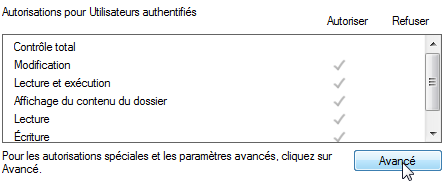 Autorisations pour Utilisateurs authentifiés
Autoriser Refuser
Contrôle total
Modification
Lecture et exécution
Affichage du contenu du dossier
Lecture
Écriture
Pour les autorisations spéciales et les paramètres avancés, cliquez sur
Avancé.
Avancé